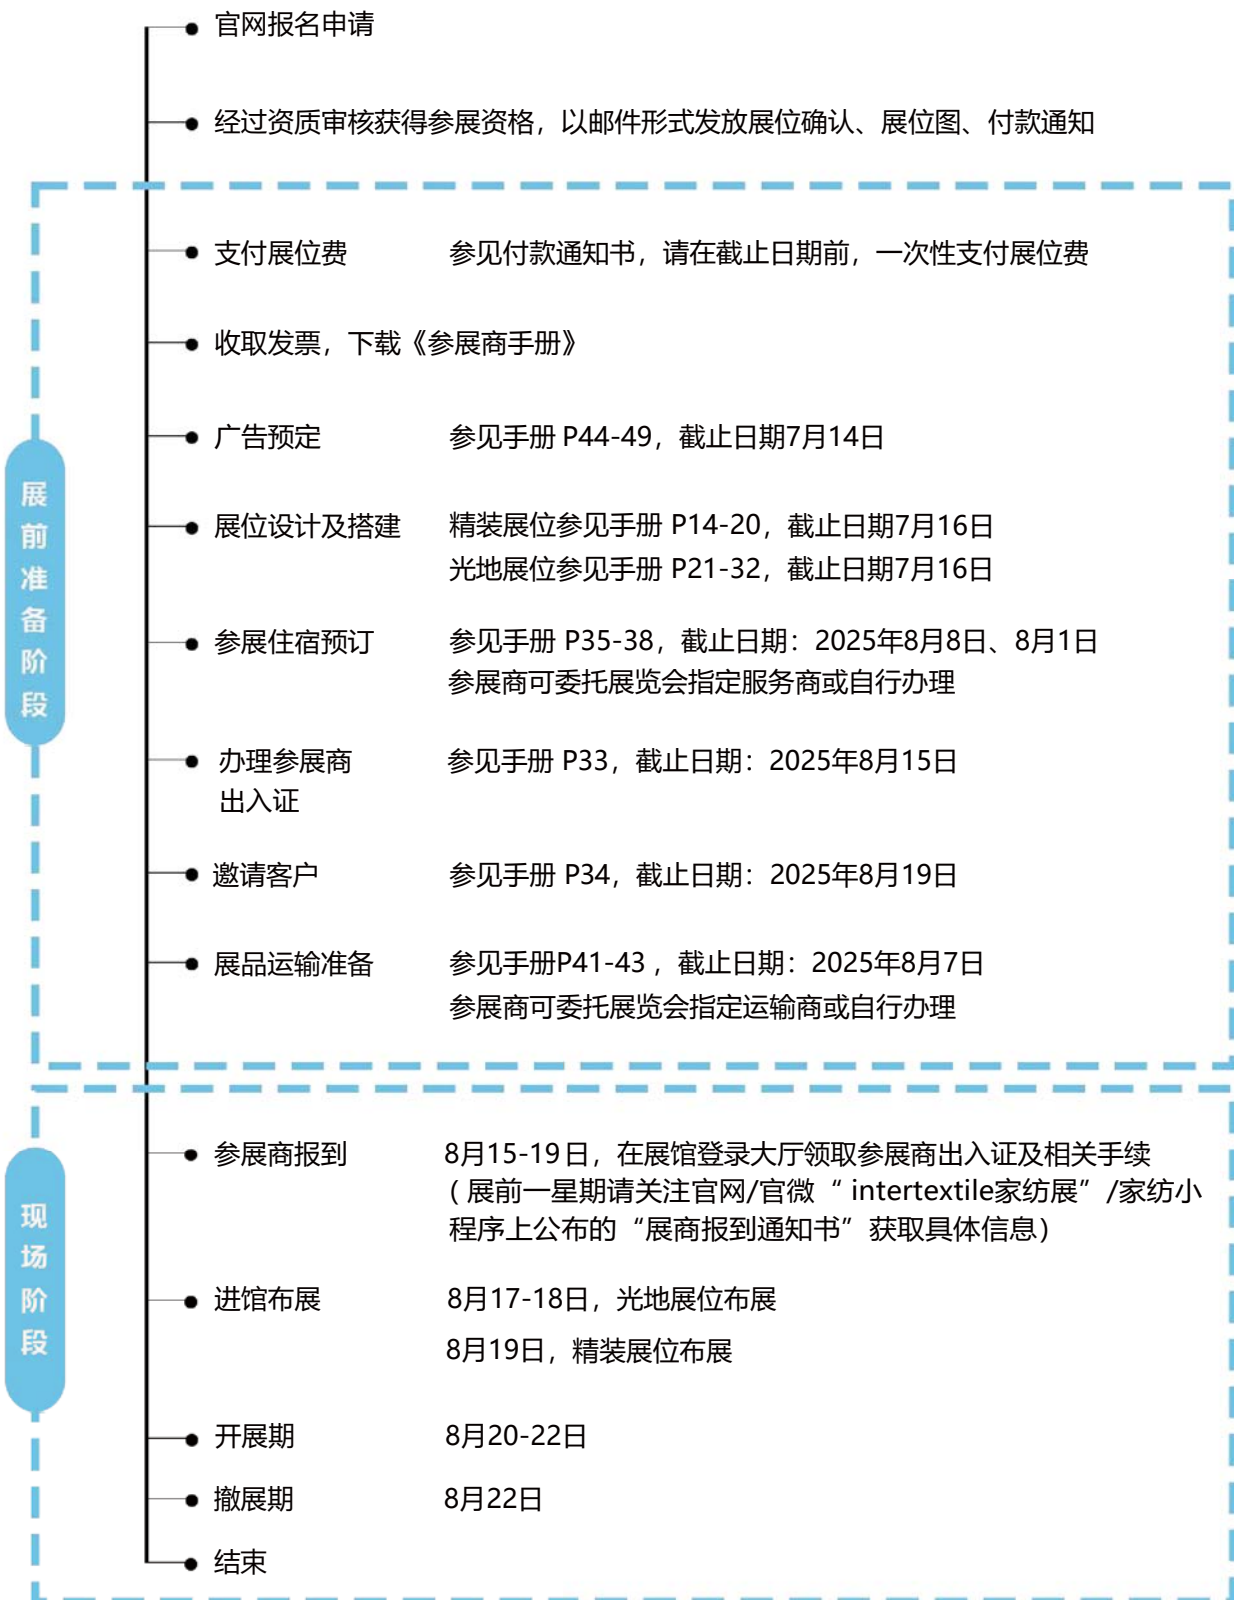 官网报名申请
经过资质审核获得参展资格，以邮件形式发放展位确认、展位图、付款通知
支付展位费 参见付款通知书，请在截止日期前，一次性支付展位费
收取发票，下载《参展商手册》
广告预定 参见手册 P44-49，截止日期7月14日
展位设计及搭建 精装展位参见手册 P14-20，截止日期7月16日
光地展位参见手册 P21-32，截止日期7月16日
参展住宿预订 参见手册 P35-38，截止日期：2025年8月8日、8月1日
参展商可委托展览会指定服务商或自行办理
办理参展商 参见手册 P33，截止日期：2025年8月15日
出入证
邀请客户 参见手册 P34，截止日期：2025年8月19日
展品运输准备 参见手册P41-43 ，截止日期：2025年8月7日
参展商可委托展览会指定运输商或自行办理
展前准备阶段
参展商报到 8月15-19日，在展馆登录大厅领取参展商出入证及相关手续
( 展前一星期请关注官网/官微“ intertextile家纺展”/家纺小
程序上公布的“展商报到通知书”获取具体信息）
进馆布展 8月17-18日，光地展位布展
8月19日，精装展位布展
开展期 8月20-22日
撤展期 8月22日
结束
现场阶段